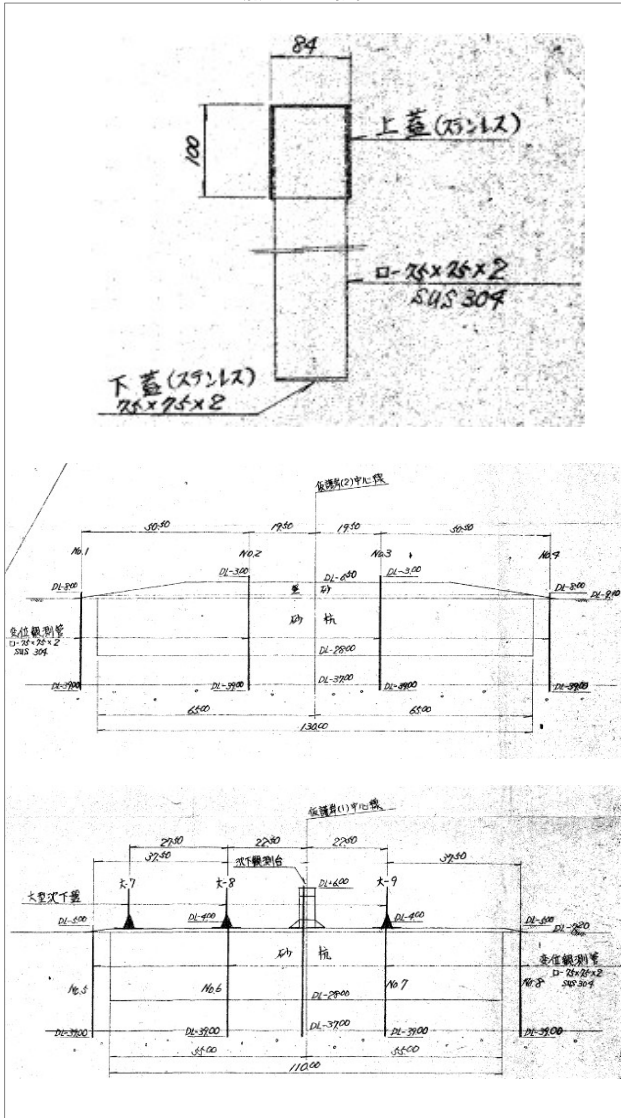 84
100
上蓋(ステンレス)
ロ-75×75×2
SUS 304
下蓋(ステンレス)
75×75×2
仮護岸(2)中心線
50.50
19.50
19.50
50.50
No.1
No.2
No.3
No.4
DL-8.00
DL-3.00
DL-6.50
DL-3.00
DL-8.00
砂
砂 杭
変位観測管
ロ-75×75×2
SUS 304
DL-28.00
DL-37.00
DL-39.00
DL-39.00
DL-39.00
DL-39.00
65.00
65.00
130.00
仮護岸(1)中心線
27.50
22.50
22.50
37.50
沈下観測台
37.50
大-7
大-8
大-9
DL+6.00
大型沈下蓋
DL-5.00
DL-4.00
DL-4.00
DL-5.00
砂 杭
変位観測管
ロ-75×75×2
SUS 304
No.5
No.6
No.7
No.8
DL-28.00
DL-37.00
DL-39.00
DL-39.00
DL-39.00
DL-39.00
55.00
55.00
110.00